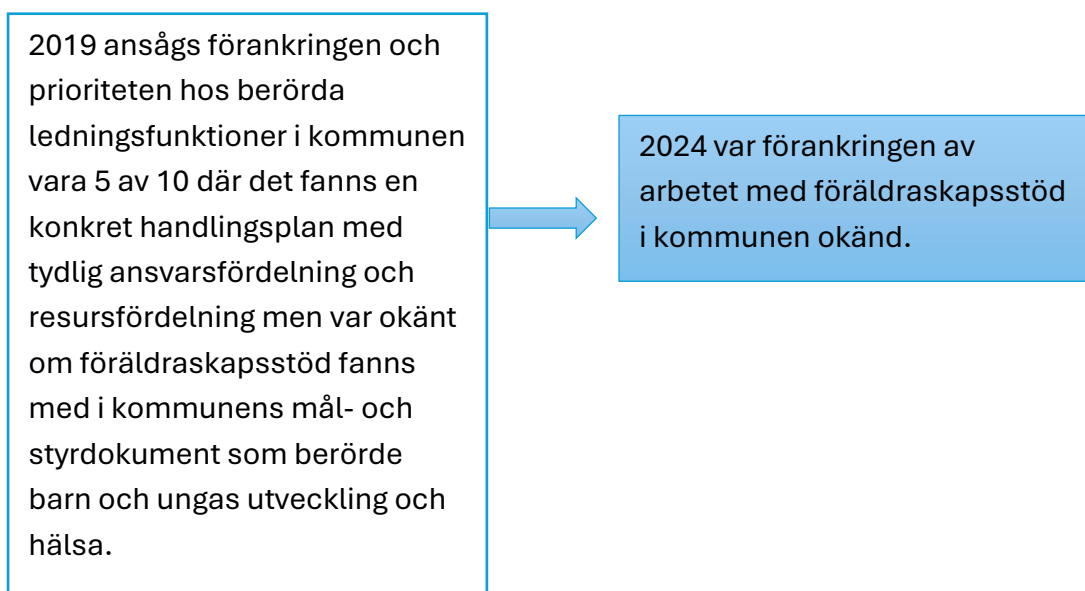 2019 ansågs förankringen och
prioriteten hos berörda
ledningsfunktioner i kommunen
vara 5 av 10 där det fanns en
konkret handlingsplan med
tydlig ansvarsfördelning och
resursfördelning men var okänt
om föräldraskapsstöd fanns
med i kommunens mål- och
styrdokument som berörde
barn och ungas utveckling och
hälsa.
2024 var förankringen av
arbetet med föräldraskapsstöd
i kommunen okänd.